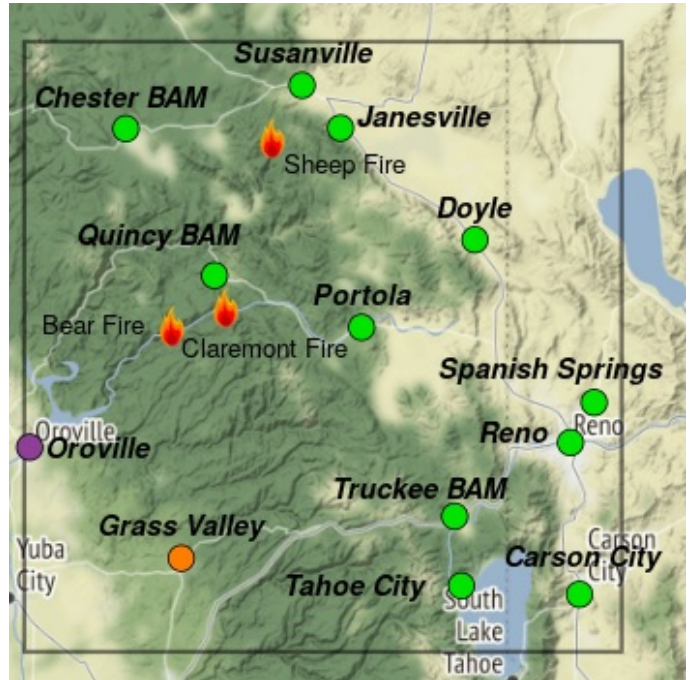 Susanville
Chester BAM
Janesville
Sheep Fire
Doyle
Quincy BAM
Portola
Bear Fire
Claremont Fire
Spanish Springs
Oroville
Reno
Reno
Oroville
Truckee BAM
Grass Valley
Yuba
City
Carson
City
Carson City
Tahoe City
South
Lake
Tahoe